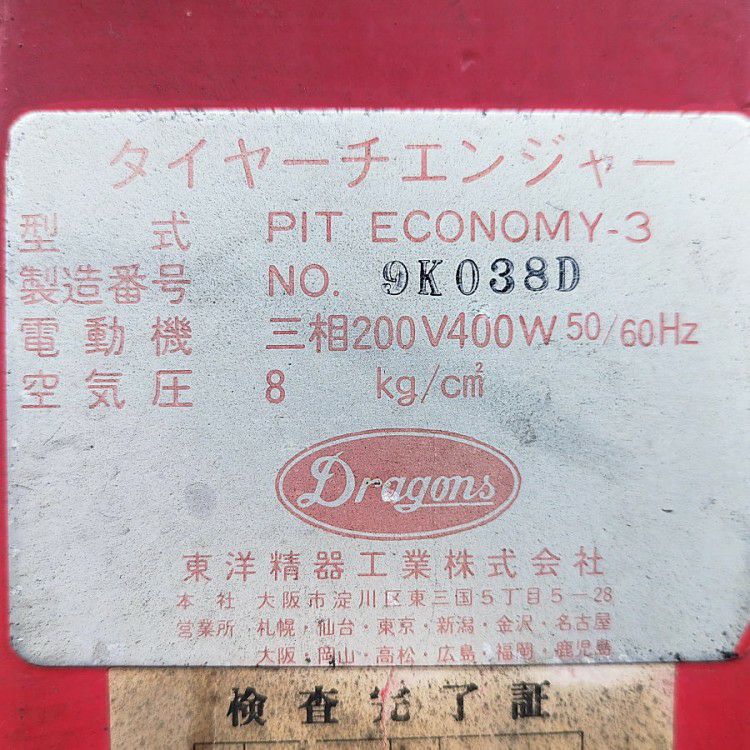 タイヤーチエンジャー
型式 PIT ECONOMY-3
製造番号 NO. 9K038D
電動機 三相200V400W 50/60Hz
空気圧 8 kg/cm²
Dragons
東洋精器工業株式会社
本社 大阪市淀川区東三国5丁目5-28
営業所 札幌・仙台・東京・新潟・金沢・名古屋
大阪・岡山・高松・広島・福岡・鹿児島
検査完了証